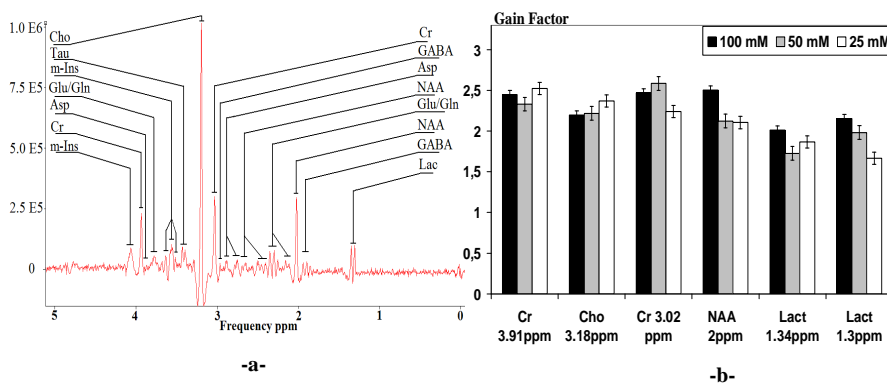 1.0 E6
7.5 E5
5.0 E5
2.5 E5
0
Cho
Tau
m-Ins
Glu/Gln
Asp
Cr
m-Ins
Cr
GABA
Asp
NAA
Glu/Gln
NAA
GABA
Lac
5 4 3 2 1 0
Frequency ppm
-a-
Gain Factor
100 mM 50 mM 25 mM
3
2,5
2
1,5
1
0,5
0
Cr 3.91ppm
Cho 3.18ppm
Cr 3.02 ppm
NAA 2ppm
Lact 1.34ppm
Lact 1.3ppm
-b-